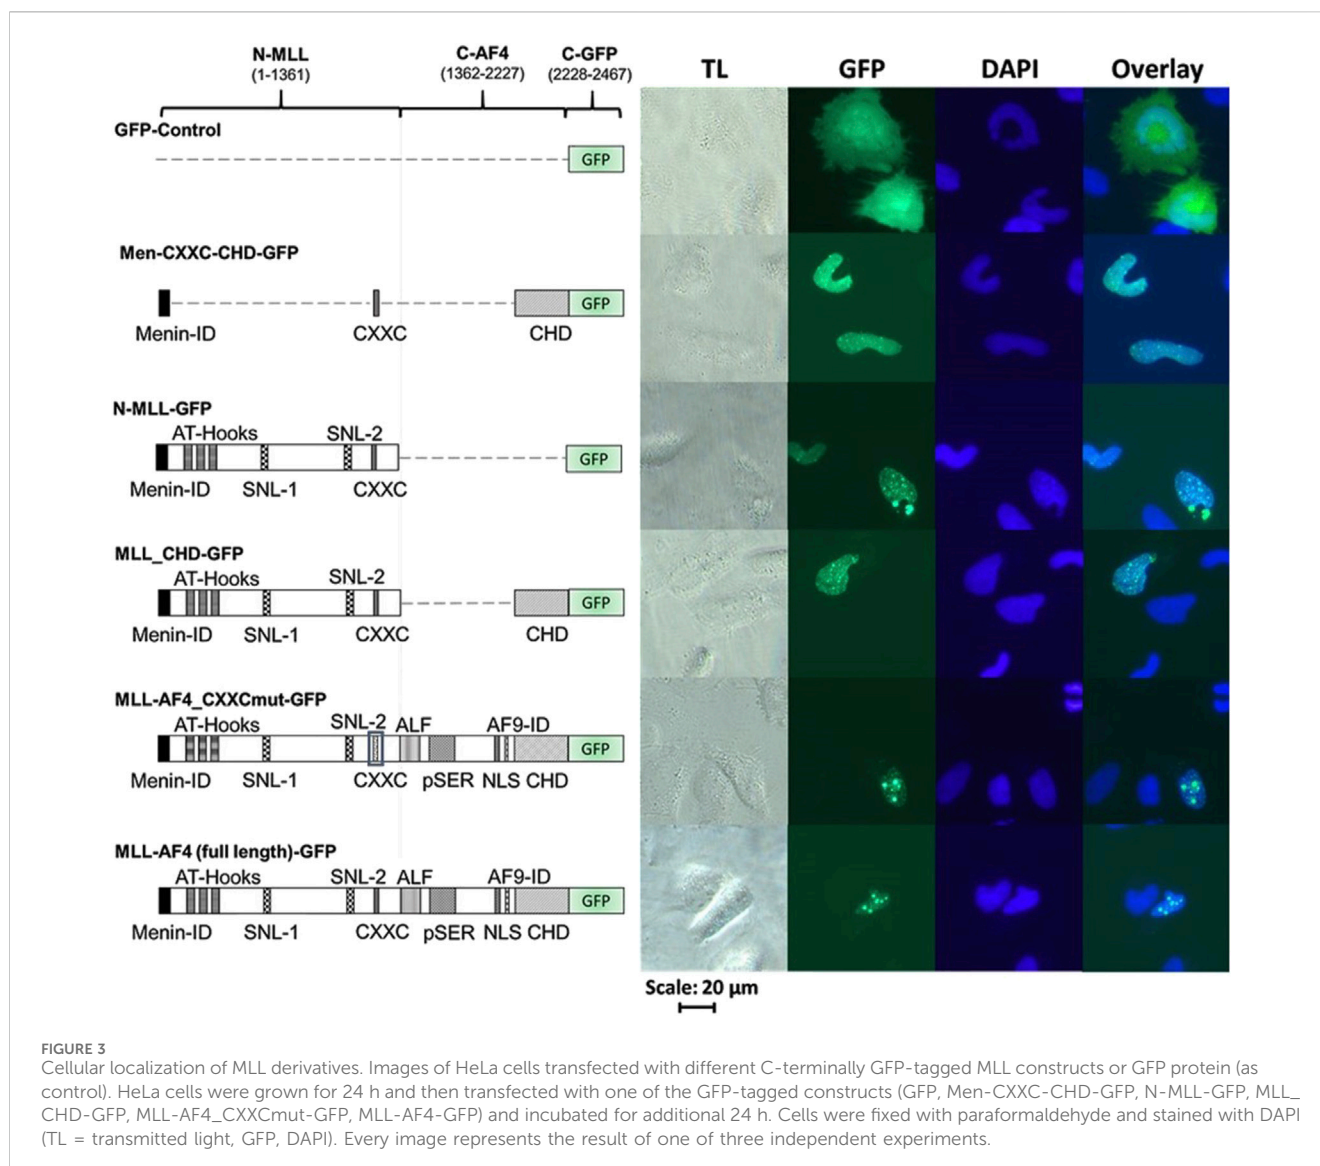 N-MLL C-AF4 C-GFP
(1-1361) (1362-2227) (2228-2467)
TL GFP DAPI Overlay
GFP-Control
GFP
Men-CXXC-CHD-GFP
GFP
Menin-ID CXXC CHD
N-MLL-GFP
AT-Hooks SNL-2
GFP
Menin-ID SNL-1 CXXC
MLL_CHD-GFP
AT-Hooks SNL-2
GFP
Menin-ID SNL-1 CXXC CHD
MLL-AF4_CXXCmut-GFP
AT-Hooks SNL-2 ALF AF9-ID
GFP
Menin-ID SNL-1 CXXC pSER NLS CHD
MLL-AF4 (full length)-GFP
AT-Hooks SNL-2 ALF AF9-ID
GFP
Menin-ID SNL-1 CXXC pSER NLS CHD
Scale: 20 µm
FIGURE 3
Cellular localization of MLL derivatives. Images of HeLa cells transfected with different C-terminally GFP-tagged MLL constructs or GFP protein (as
control). HeLa cells were grown for 24 h and then transfected with one of the GFP-tagged constructs (GFP, Men-CXXC-CHD-GFP, N-MLL-GFP, MLL_
CHD-GFP, MLL-AF4_CXXCmut-GFP, MLL-AF4-GFP) and incubated for additional 24 h. Cells were fixed with paraformaldehyde and stained with DAPI
(TL = transmitted light, GFP, DAPI). Every image represents the result of one of three independent experiments.